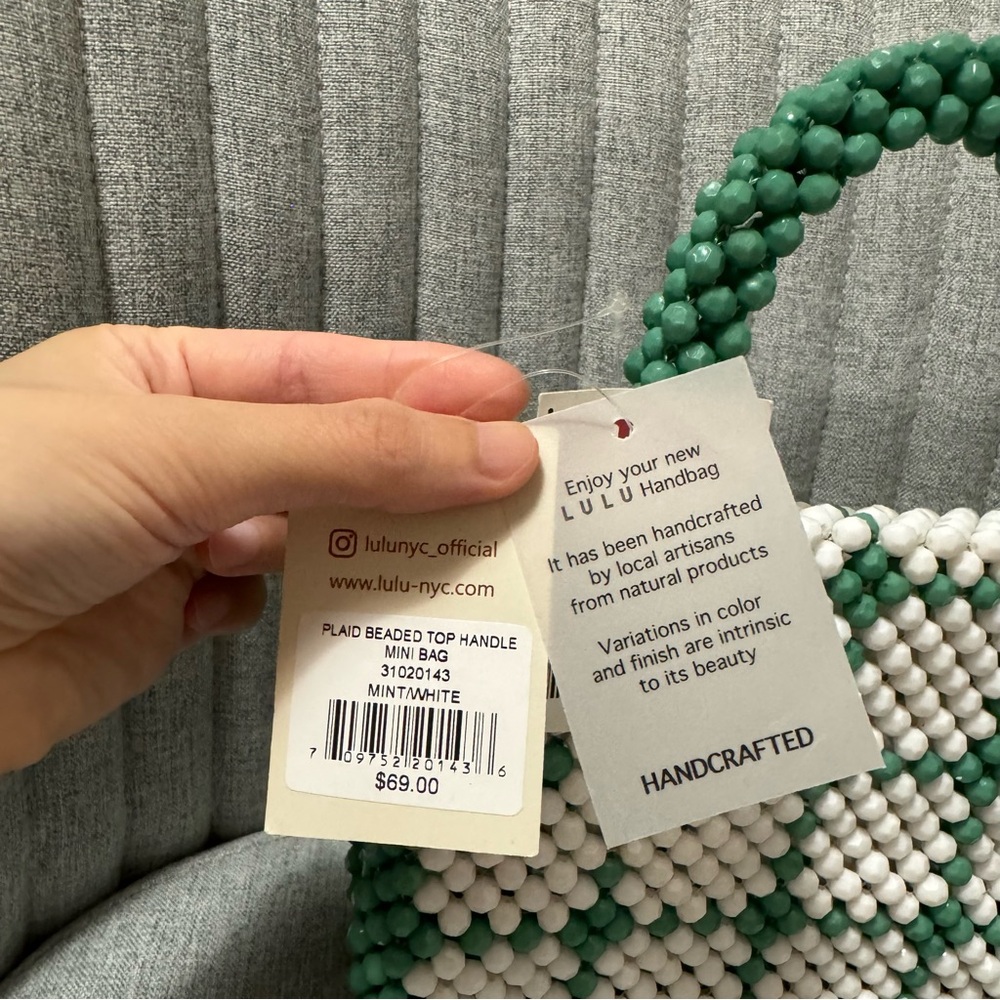 lulunyc_official
www.lulu-nyc.com
PLAID BEADED TOP HANDLE
MINI BAG
31020143
MINT/WHITE
7 09752 20143 6
$69.00
Enjoy your new
LULU Handbag
It has been handcrafted
by local artisans
from natural products
Variations in color
and finish are intrinsic
to its beauty
HANDCRAFTED